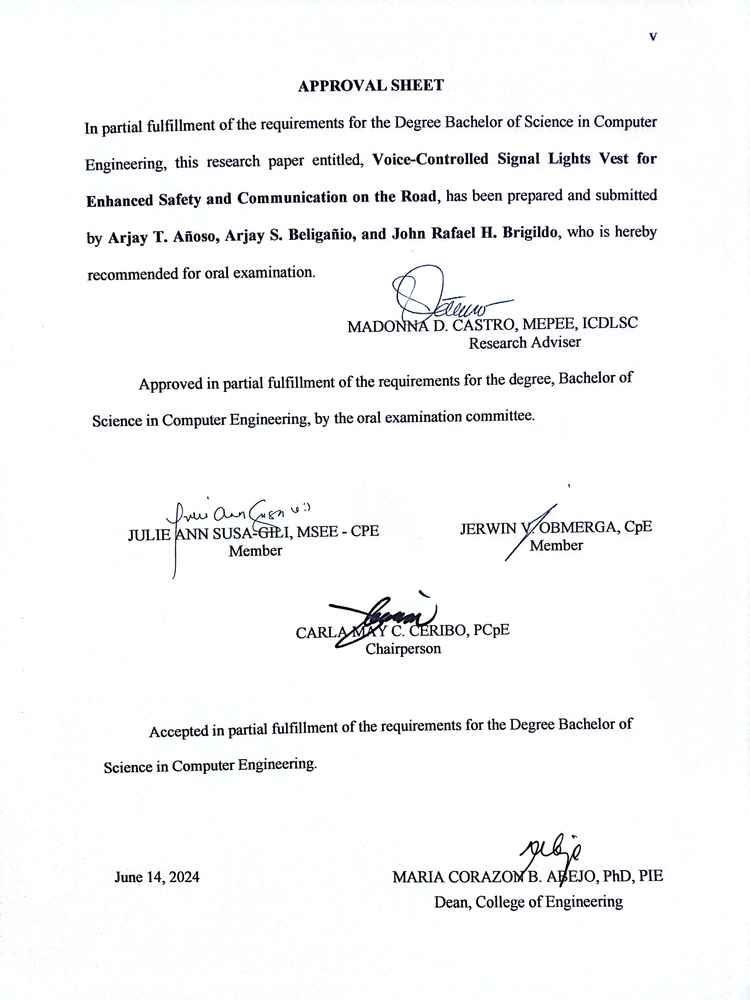 v
APPROVAL SHEET
In partial fulfillment of the requirements for the Degree Bachelor of Science in Computer
Engineering, this research paper entitled, Voice-Controlled Signal Lights Vest for
Enhanced Safety and Communication on the Road, has been prepared and submitted
by Arjay T. Añoso, Arjay S. Beligañio, and John Rafael H. Brigildo, who is hereby
recommended for oral examination.
MADONNA D. CASTRO, MEPEE, ICDLSC
Research Adviser
Approved in partial fulfillment of the requirements for the degree, Bachelor of
Science in Computer Engineering, by the oral examination committee.
JULIE ANN SUSA-GILI, MSEE - CPE
Member
JERWIN V. OBMERGA, CpE
Member
CARLA MAY C. CERIBO, PCpE
Chairperson
Accepted in partial fulfillment of the requirements for the Degree Bachelor of
Science in Computer Engineering.
June 14, 2024
MARIA CORAZON B. ABEJO, PhD, PIE
Dean, College of Engineering